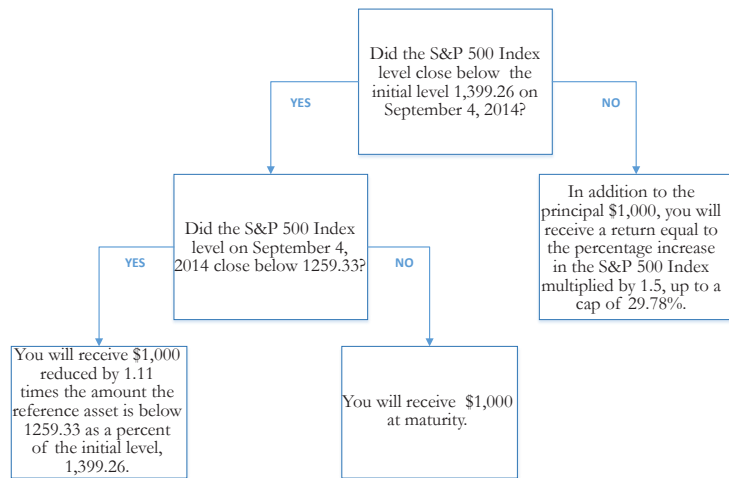 Did the S&P 500 Index
level close below the
initial level 1,399.26 on
September 4, 2014?
YES
NO
Did the S&P 500 Index
level on September 4,
2014 close below 1259.33?
In addition to the
principal $1,000, you will
receive a return equal to
the percentage increase
in the S&P 500 Index
multiplied by 1.5, up to a
cap of 29.78%.
YES
NO
You will receive $1,000
reduced by 1.11
times the amount the
reference asset is below
1259.33 as a percent
of the initial level,
1,399.26.
You will receive $1,000
at maturity.